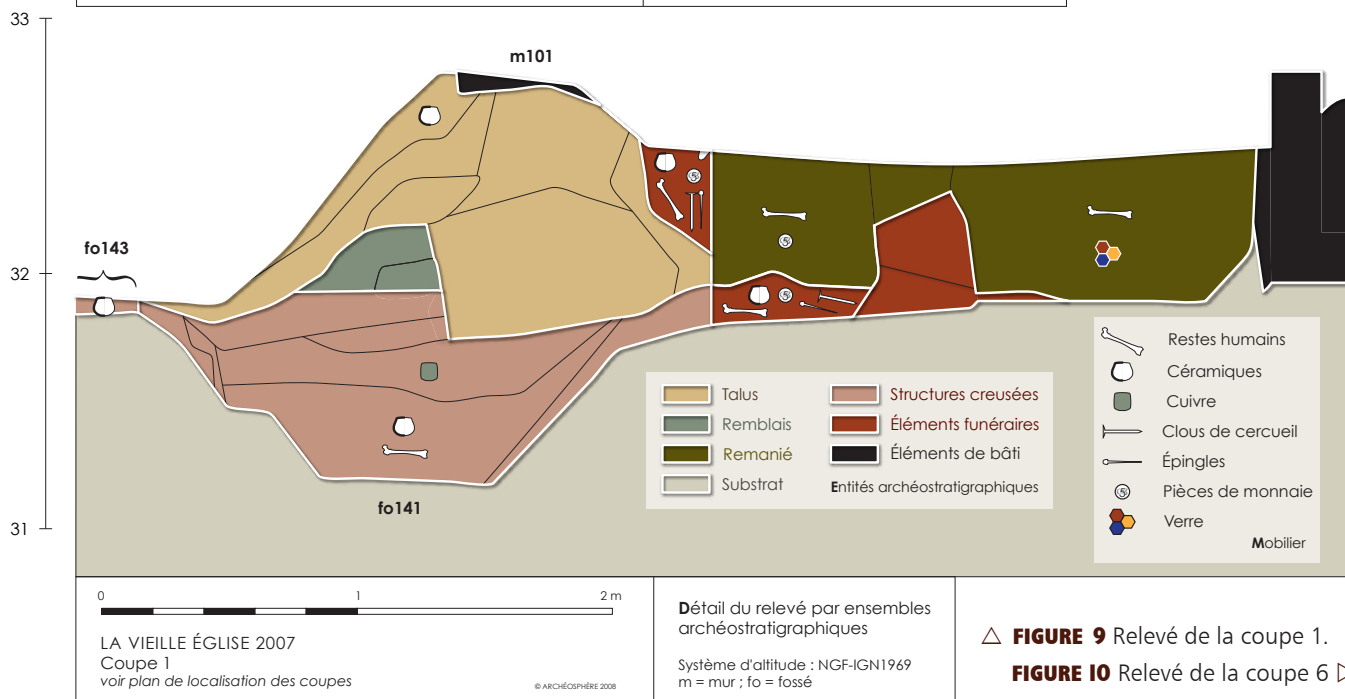 33
m101
fo143
32
Restes humains
Céramiques
Cuivre
Clous de cercueil
Épingles
Pièces de monnaie
Verre
Mobilier
Talus
Remblais
Remanié
Substrat
Structures creusées
Éléments funéraires
Éléments de bâti
Entités archéostratigraphiques
fo141
31
0 1 2 m
LA VIEILLE ÉGLISE 2007
Coupe 1
voir plan de localisation des coupes
© ARCHÉOSPHÈRE 2008
Détail du relevé par ensembles
archéostratigraphiques
Système d'altitude : NGF-IGN1969
m = mur ; fo = fossé
△ FIGURE 9 Relevé de la coupe 1.
FIGURE 10 Relevé de la coupe 6 ▷